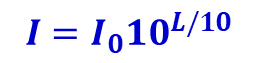 I = I₀10^{L/10}